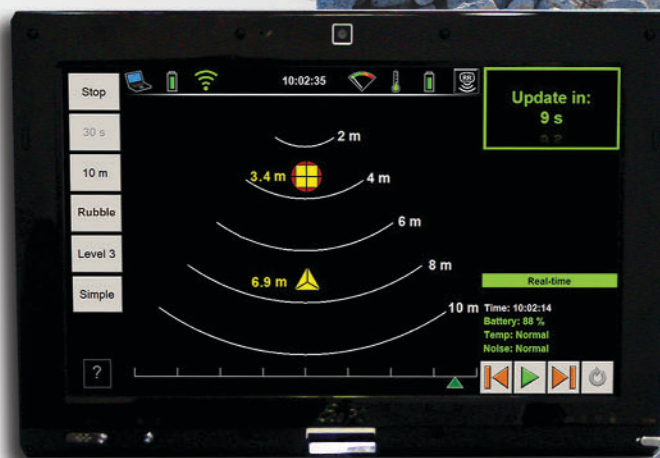 Stop
30 s
10 m
Rubble
Level 3
Simple
?
10:02:35
RR
2 m
3.4 m
4 m
6 m
6.9 m
8 m
10 m
Update in:
9 s
Real-time
Time: 10:02:14
Battery: 88 %
Temp: Normal
Noise: Normal